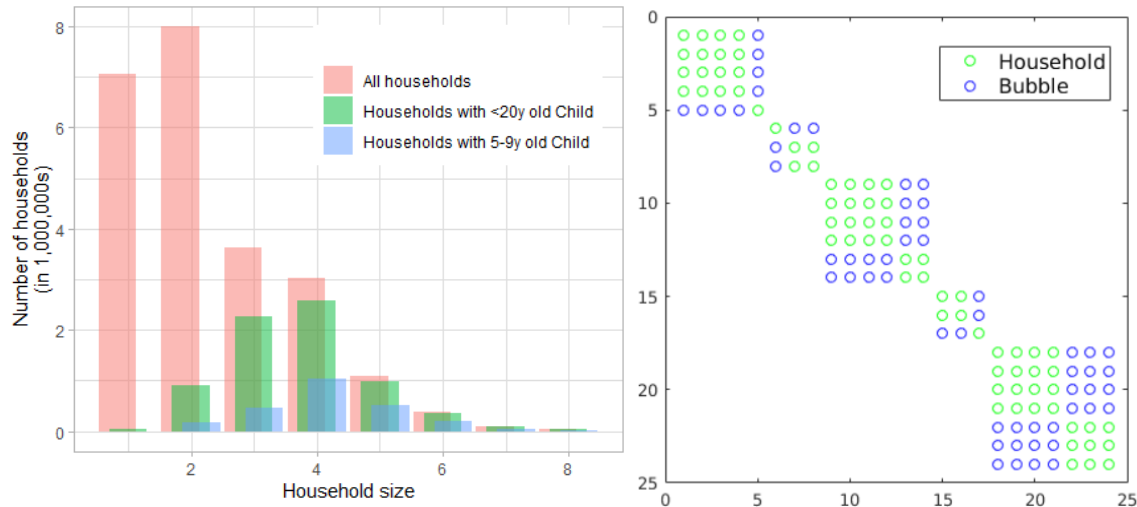 Number of households
(in 1,000,000s)
8
6
4
2
0
All households
Households with <20y old Child
Households with 5-9y old Child
2 4 6 8
Household size
0
5
10
15
20
25
Household
Bubble
0 5 10 15 20 25